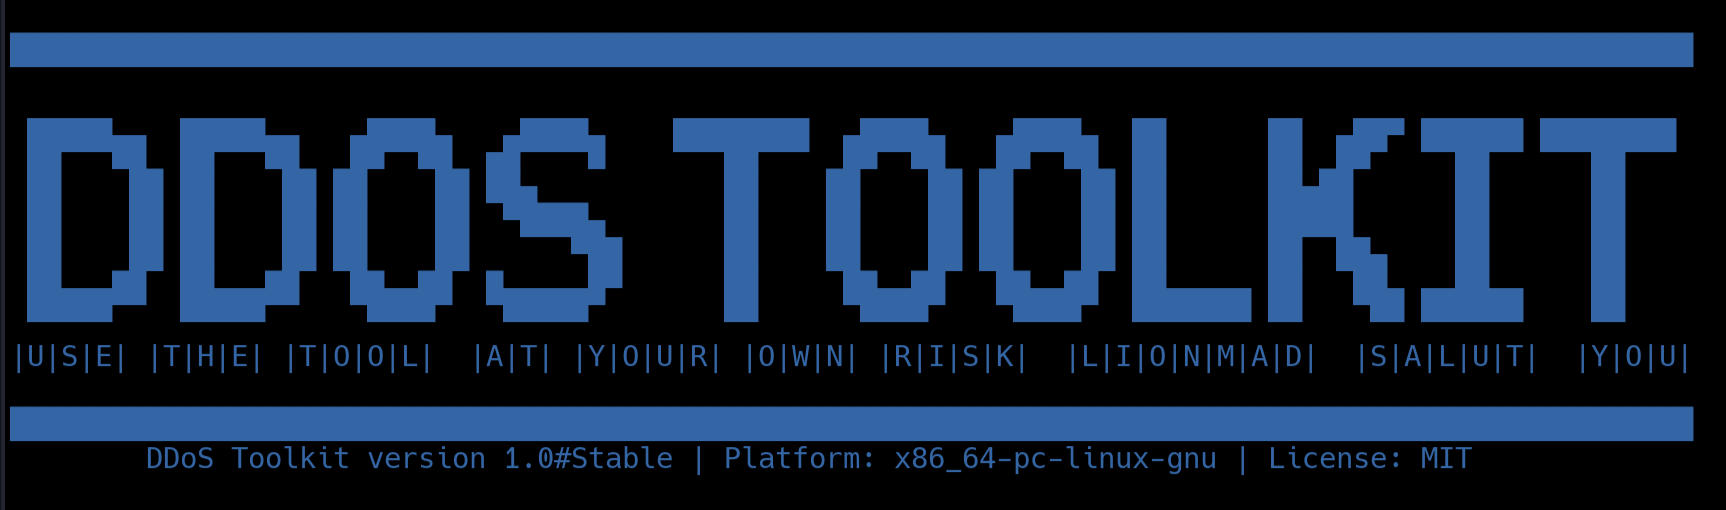 DDOS TOOLKIT
|U|S|E| |T|H|E| |T|O|O|L| |A|T| |Y|O|U|R| |O|W|N| |R|I|S|K| |L|I|O|N|M|A|D| |S|A|L|U|T| |Y|O|U|
DDoS Toolkit version 1.0#Stable | Platform: x86_64-pc-linux-gnu | License: MIT